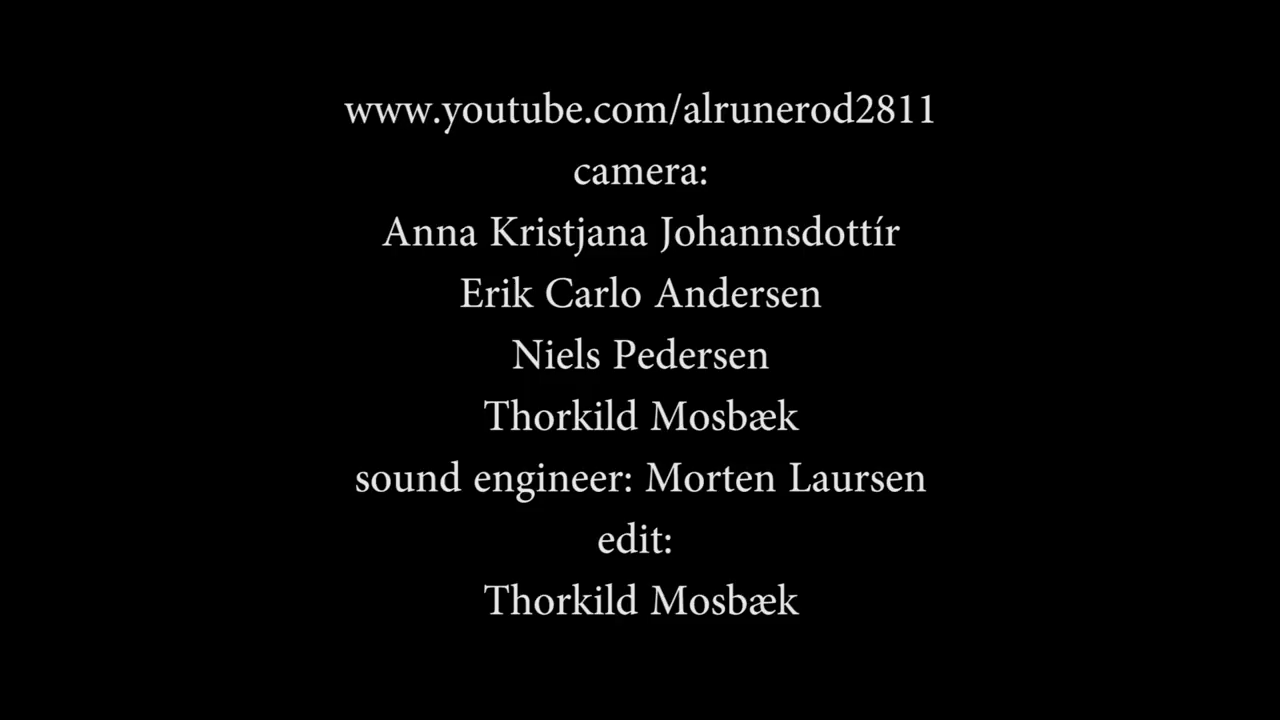 www.youtube.com/alrunerod2811
camera:
Anna Kristjana Johannsdottír
Erik Carlo Andersen
Niels Pedersen
Thorkild Mosbæk
sound engineer: Morten Laursen
edit:
Thorkild Mosbæk